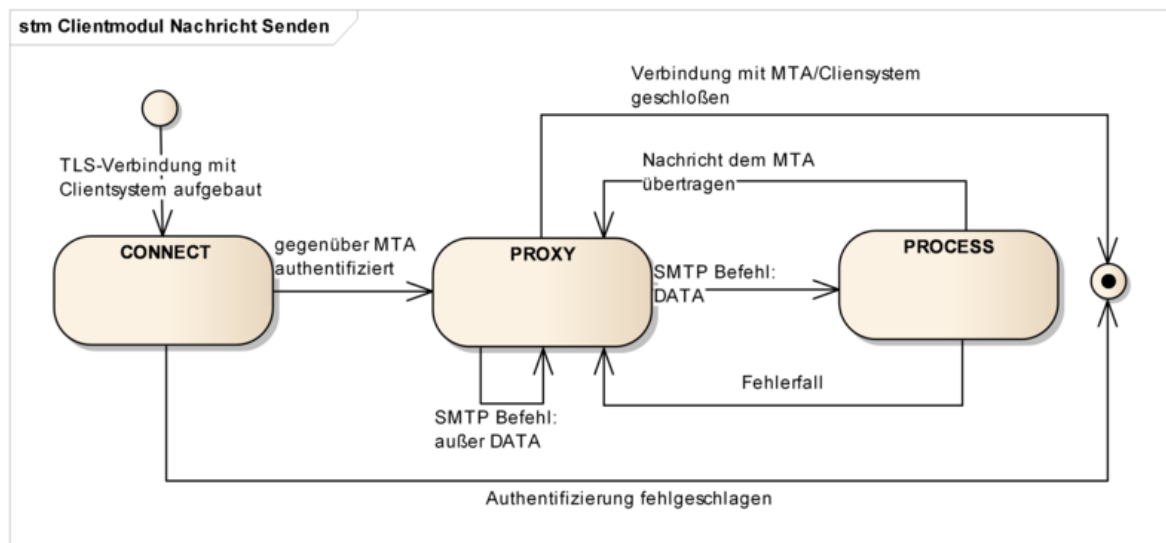 stm Clientmodul Nachricht Senden
Verbindung mit MTA/Cliensystem
geschloßen
TLS-Verbindung mit
Clientsystem aufgebaut
Nachricht dem MTA
übertragen
CONNECT
gegenüber MTA
authentifiziert
PROXY
SMTP Befehl:
DATA
PROCESS
SMTP Befehl:
außer DATA
Fehlerfall
Authentifizierung fehlgeschlagen